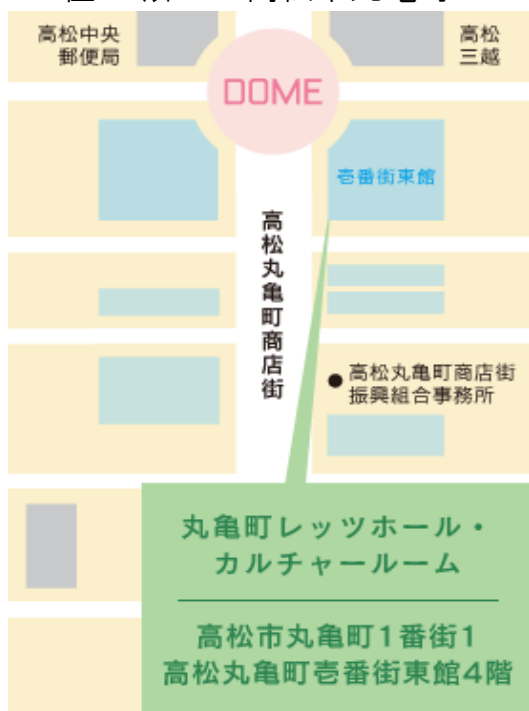 高松中央
郵便局
高松
三越
DOME
壱番街東館
高松丸亀町商店街
高松丸亀町商店街
振興組合事務所
丸亀町レッツホール・
カルチャールーム
高松市丸亀町1番街1
高松丸亀町壱番街東館4階